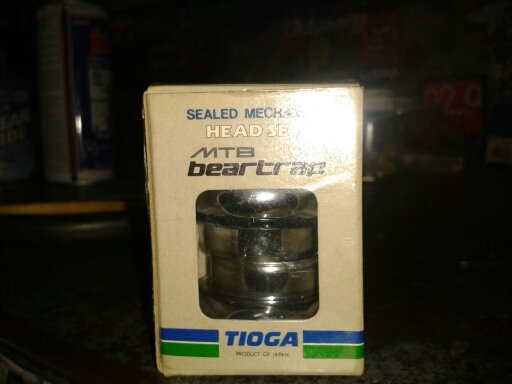 SEALED MECHA
HEAD SE
MTB
beartrap
TIOGA
PRODUCT OF JAPAN